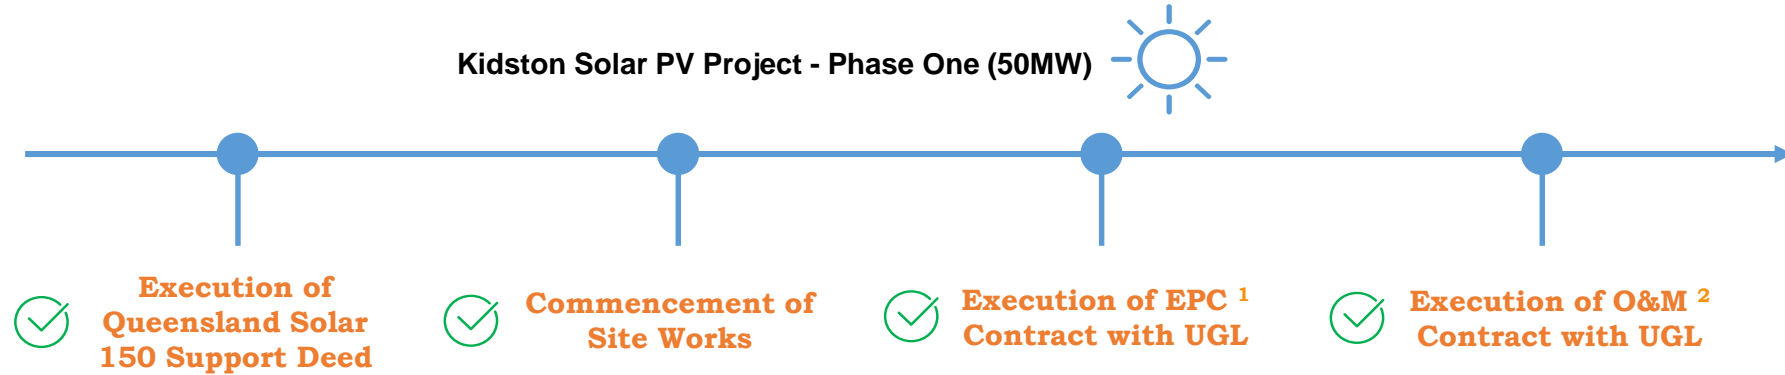 Kidston Solar PV Project - Phase One (50MW)
Execution of
Queensland Solar
150 Support Deed
Commencement of
Site Works
Execution of EPC 1
Contract with UGL
Execution of O&M 2
Contract with UGL